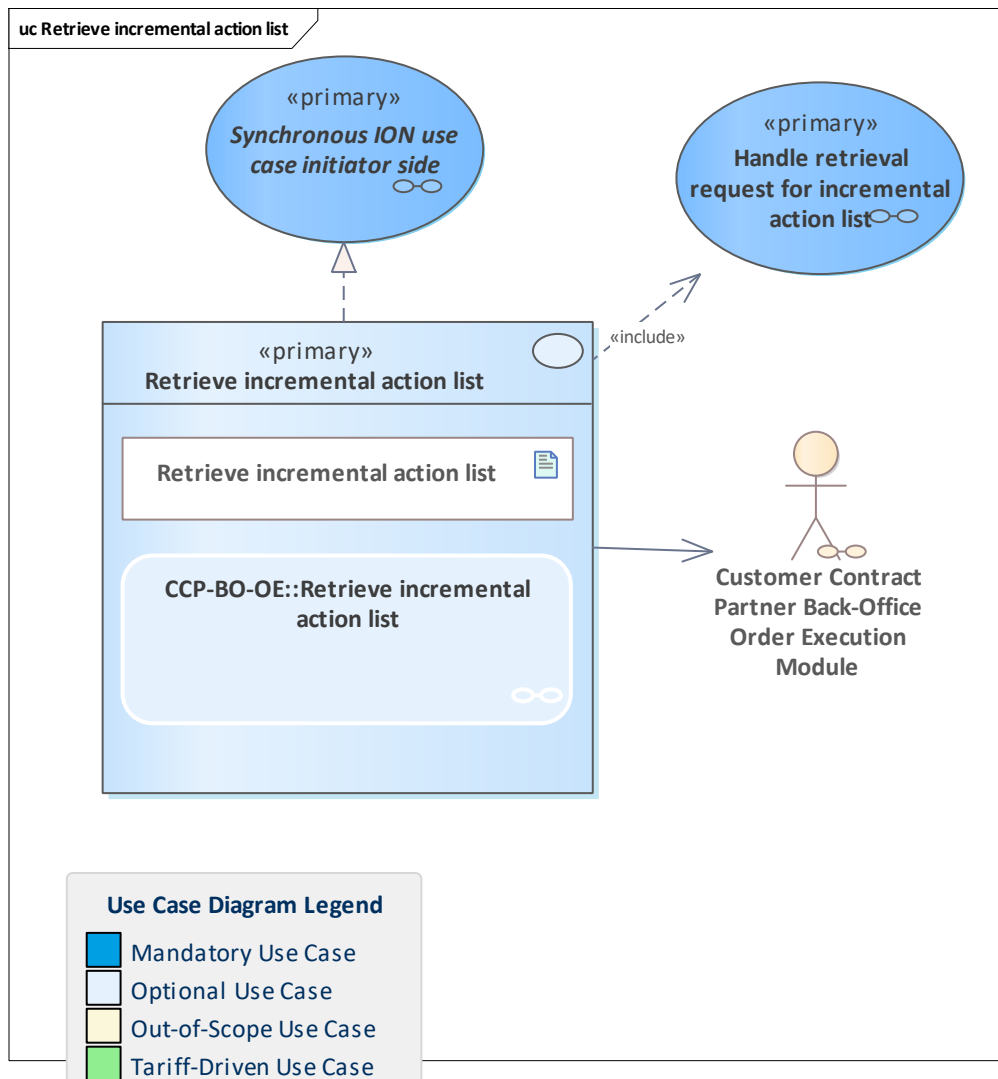 uc Retrieve incremental action list
«primary»
Synchronous ION use
case initiator side
«primary»
Handle retrieval
request for incremental
action list
«include»
«primary»
Retrieve incremental action list
Retrieve incremental action list
CCP-BO-OE::Retrieve incremental
action list
Customer Contract
Partner Back-Office
Order Execution
Module
Use Case Diagram Legend
Mandatory Use Case
Optional Use Case
Out-of-Scope Use Case
Tariff-Driven Use Case